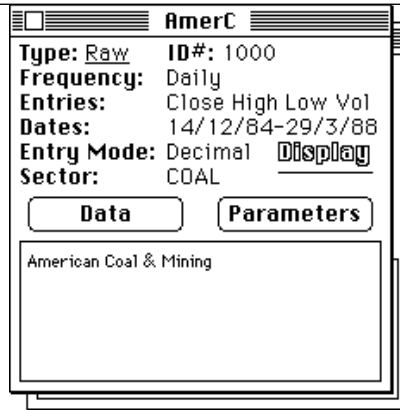 AmerC
Type: Raw ID#: 1000
Frequency: Daily
Entries: Close High Low Vol
Dates: 14/12/84-29/3/88
Entry Mode: Decimal Display
Sector: COAL
Data Parameters
American Coal & Mining